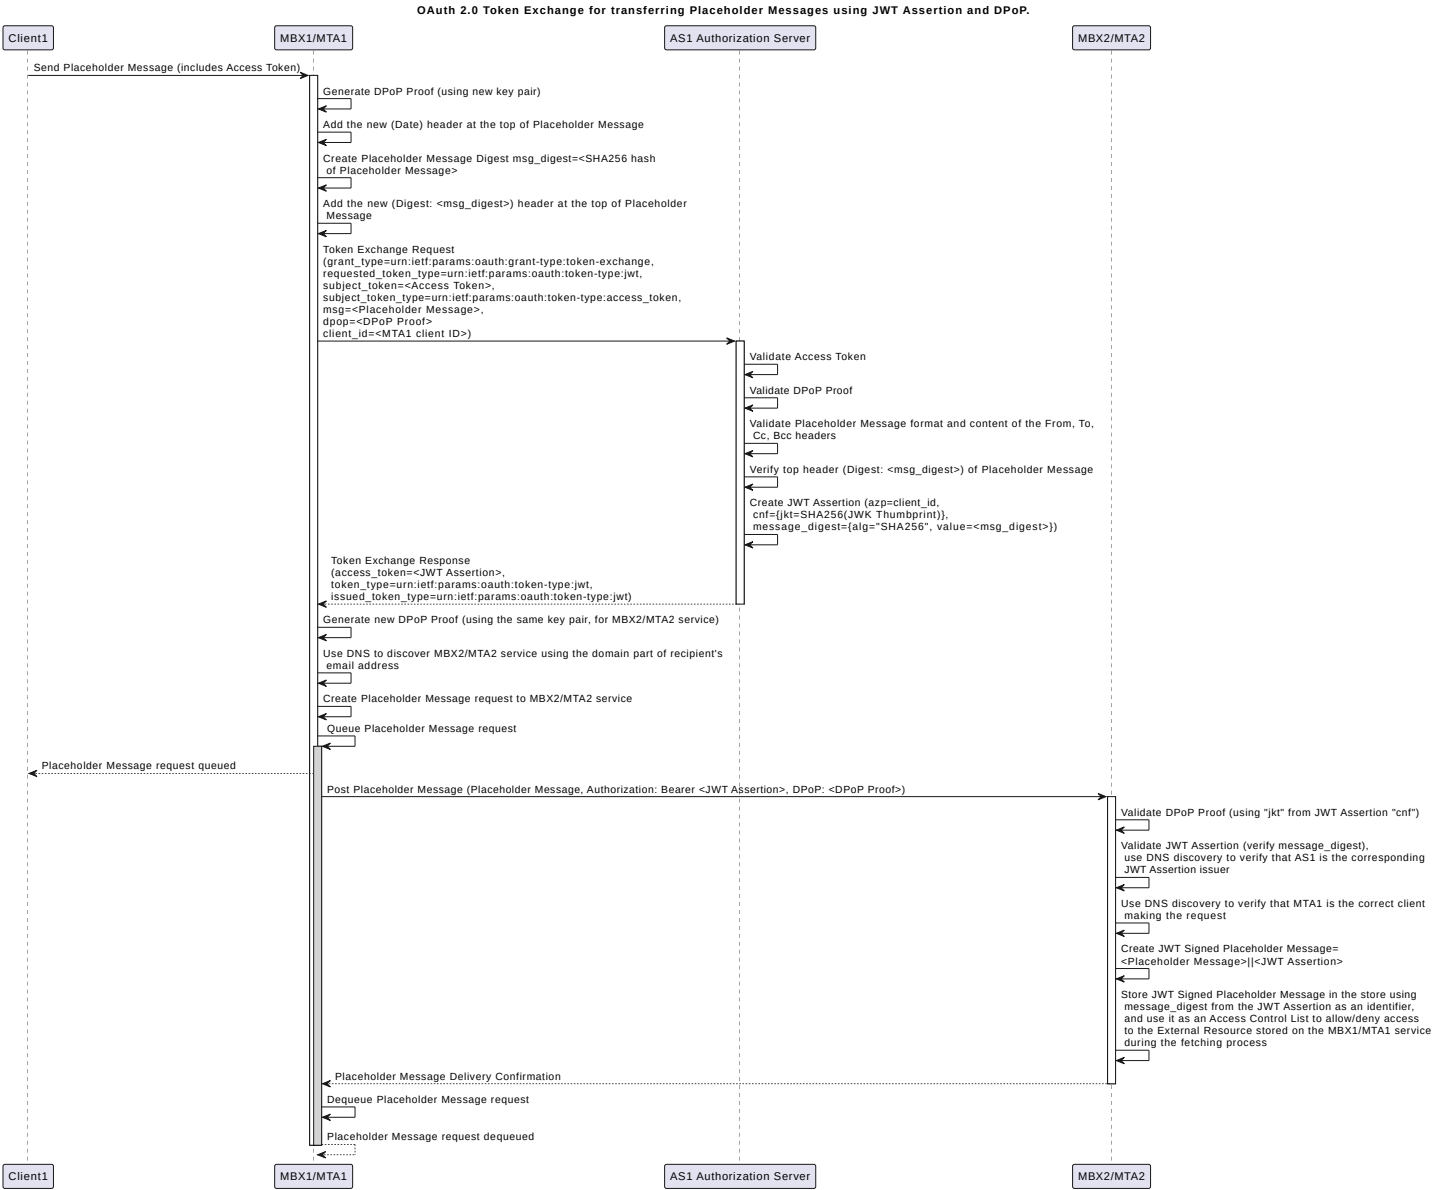 OAuth 2.0 Token Exchange for transferring Placeholder Messages using JWT Assertion and DPoP.
Client1
MBX1/MTA1
AS1 Authorization Server
MBX2/MTA2
Send Placeholder Message (includes Access Token)
Generate DPoP Proof (using new key pair)
Add the new (Date) header at the top of Placeholder Message
Create Placeholder Message Digest msg_digest=<SHA256 hash
of Placeholder Message>
Add the new (Digest: <msg_digest>) header at the top of Placeholder
Message
Token Exchange Request
(grant_type=urn:ietf:params:oauth:grant-type:token-exchange,
requested_token_type=urn:ietf:params:oauth:token-type:jwt,
subject_token=<Access Token>,
subject_token_type=urn:ietf:params:oauth:token-type:access_token,
msg=<Placeholder Message>,
dpop=<DPoP Proof>
client_id=<MTA1 client ID>)
Validate Access Token
Validate DPoP Proof
Validate Placeholder Message format and content of the From, To,
Cc, Bcc headers
Verify top header (Digest: <msg_digest>) of Placeholder Message
Create JWT Assertion (azp=client_id,
cnf={jkt=SHA256(JWK Thumbprint)},
message_digest={alg="SHA256", value=<msg_digest>})
Token Exchange Response
(access_token=<JWT Assertion>,
token_type=urn:ietf:params:oauth:token-type:jwt,
issued_token_type=urn:ietf:params:oauth:token-type:jwt)
Generate new DPoP Proof (using the same key pair, for MBX2/MTA2 service)
Use DNS to discover MBX2/MTA2 service using the domain part of recipient's
email address
Create Placeholder Message request to MBX2/MTA2 service
Queue Placeholder Message request
Placeholder Message request queued
Post Placeholder Message (Placeholder Message, Authorization: Bearer <JWT Assertion>, DPoP: <DPoP Proof>)
Validate DPoP Proof (using "jkt" from JWT Assertion "cnf")
Validate JWT Assertion (verify message_digest),
use DNS discovery to verify that AS1 is the corresponding
JWT Assertion issuer
Use DNS discovery to verify that MTA1 is the correct client
making the request
Create JWT Signed Placeholder Message=
<Placeholder Message>||<JWT Assertion>
Store JWT Signed Placeholder Message in the store using
message_digest from the JWT Assertion as an identifier,
and use it as an Access Control List to allow/deny access
to the External Resource stored on the MBX1/MTA1 service
during the fetching process
Placeholder Message Delivery Confirmation
Dequeue Placeholder Message request
Placeholder Message request dequeued
Client1
MBX1/MTA1
AS1 Authorization Server
MBX2/MTA2